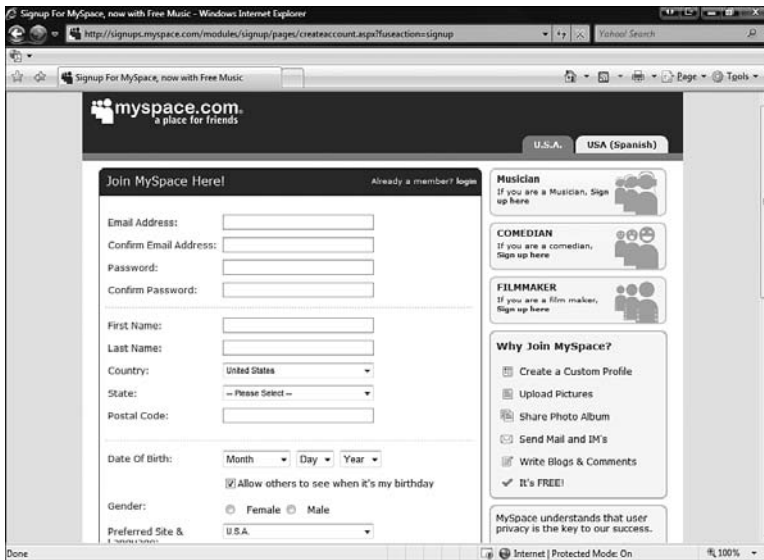 Signup For MySpace, now with Free Music - Windows Internet Explorer
http://signups.myspace.com/modules/signup/pages/createaccount.aspx?fuseaction=signup
Yahoo! Search
Signup For MySpace, now with Free Music
Page
Tools
myspace.com
a place for friends
U.S.A.
USA (Spanish)
Join MySpace Here!
Already a member? login
Email Address:
Confirm Email Address:
Password:
Confirm Password:
First Name:
Last Name:
Country:
United States
State:
-- Please Select --
Postal Code:
Date Of Birth:
Month
Day
Year
Allow others to see when it's my birthday
Gender:
Female
Male
Preferred Site &
U.S.A.
Musician
If you are a Musician, Sign
up here
COMEDIAN
If you are a comedian,
Sign up here
FILMMAKER
If you are a film maker,
Sign up here
Why Join MySpace?
Create a Custom Profile
Upload Pictures
Share Photo Album
Send Mail and IM's
Write Blogs & Comments
It's FREE!
MySpace understands that user
privacy is the key to our success.
Done
Internet | Protected Mode: On
100%